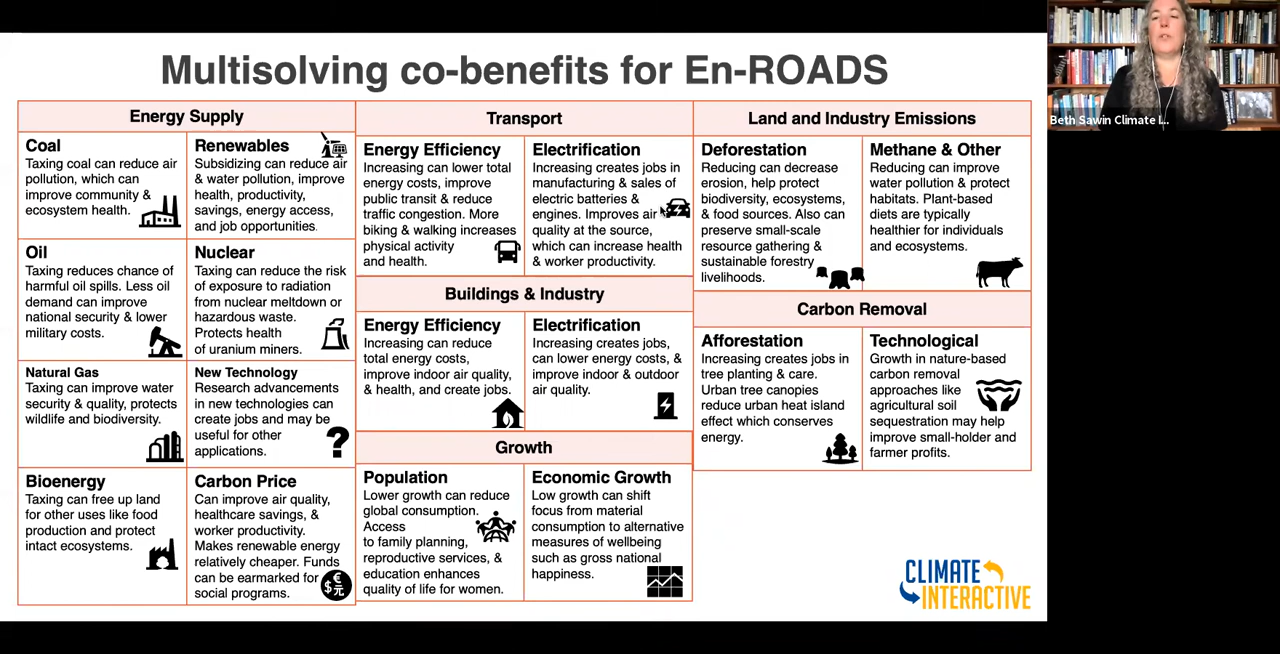 Multisolving co-benefits for En-ROADS
Energy Supply
Coal
Taxing coal can reduce air
pollution, which can
improve community &
ecosystem health.
Renewables
Subsidizing can reduce air
& water pollution, improve
health, productivity,
savings, energy access,
and job opportunities.
Oil
Taxing reduces chance of
harmful oil spills. Less oil
demand can improve
national security & lower
military costs.
Nuclear
Taxing can reduce the risk
of exposure to radiation
from nuclear meltdown or
hazardous waste.
Protects health
of uranium miners.
Natural Gas
Taxing can improve water
security & quality, protects
wildlife and biodiversity.
New Technology
Research advancements
in new technologies can
create jobs and may be
useful for other
applications.
?
Bioenergy
Taxing can free up land
for other uses like food
production and protect
intact ecosystems.
Carbon Price
Can improve air quality,
healthcare savings, &
worker productivity.
Makes renewable energy
relatively cheaper. Funds
can be earmarked for
social programs.
$€元
Transport
Energy Efficiency
Increasing can lower total
energy costs, improve
public transit & reduce
traffic congestion. More
biking & walking increases
physical activity
and health.
Electrification
Increasing creates jobs in
manufacturing & sales of
electric batteries &
engines. Improves air
quality at the source,
which can increase health
& worker productivity.
Buildings & Industry
Energy Efficiency
Increasing can reduce
total energy costs,
improve indoor air quality,
& health, and create jobs.
Electrification
Increasing creates jobs,
can lower energy costs, &
improve indoor & outdoor
air quality.
Growth
Population
Lower growth can reduce
global consumption.
Access
to family planning,
reproductive services, &
education enhances
quality of life for women.
Economic Growth
Low growth can shift
focus from material
consumption to alternative
measures of wellbeing
such as gross national
happiness.
Land and Industry Emissions
Deforestation
Reducing can decrease
erosion, help protect
biodiversity, ecosystems,
& food sources. Also can
preserve small-scale
resource gathering &
sustainable forestry
livelihoods.
Methane & Other
Reducing can improve
water pollution & protect
habitats. Plant-based
diets are typically
healthier for individuals
and ecosystems.
Carbon Removal
Afforestation
Increasing creates jobs in
tree planting & care.
Urban tree canopies
reduce urban heat island
effect which conserves
energy.
Technological
Growth in nature-based
carbon removal
approaches like
agricultural soil
sequestration may help
improve small-holder and
farmer profits.
CLIMATE
INTERACTIVE
Beth Sawin Climate I...